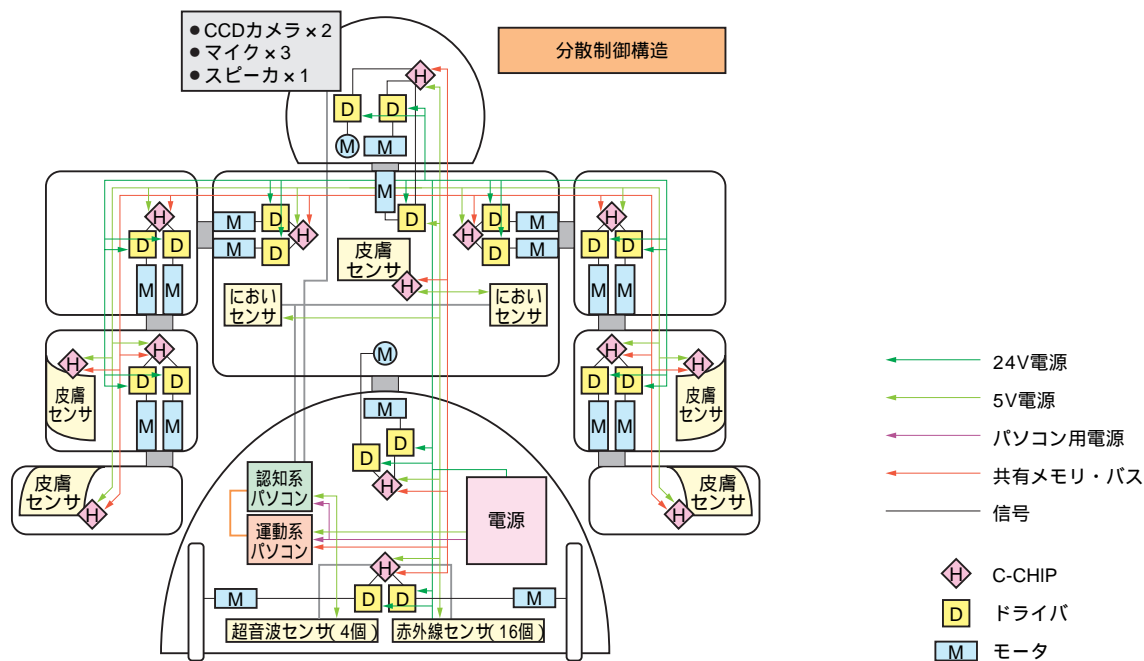 ● CCDカメラ×2
● マイク×3
● スピーカ×1
分散制御構造
H
D
D
M
M
M
H
D
D
M
M
D
D
H
D
皮膚
センサ
H
H
D
D
M
M
H
D
D
M
M
におい
センサ
におい
センサ
M
H
皮膚
センサ
H
D
D
M
M
H
皮膚
センサ
H
D
D
M
M
皮膚
センサ
H
皮膚
センサ
H
M
D
D
H
認知系
パソコン
運動系
パソコン
電源
H
D
D
M
M
超音波センサ(4個)
赤外線センサ(16個)
24V電源
5V電源
パソコン用電源
共有メモリ・バス
信号
H C-CHIP
D ドライバ
M モータ